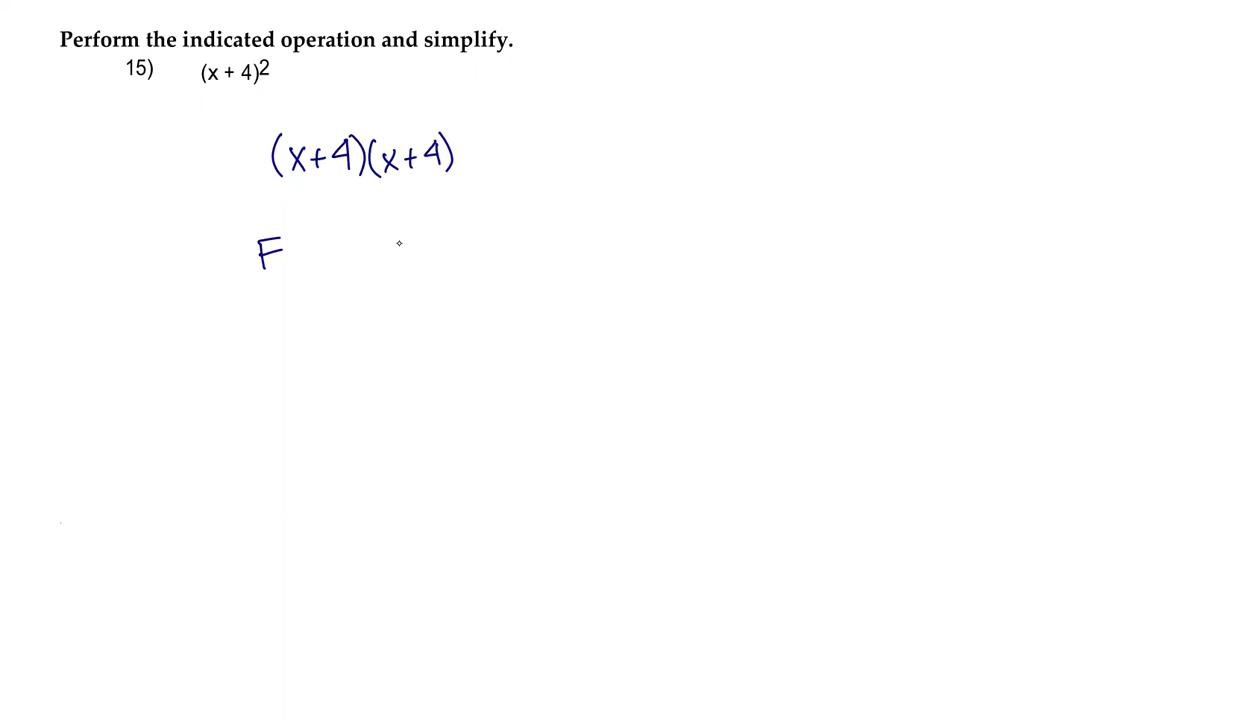 Perform the indicated operation and simplify.
15) (x + 4)²
(x+4)(x+4)
F